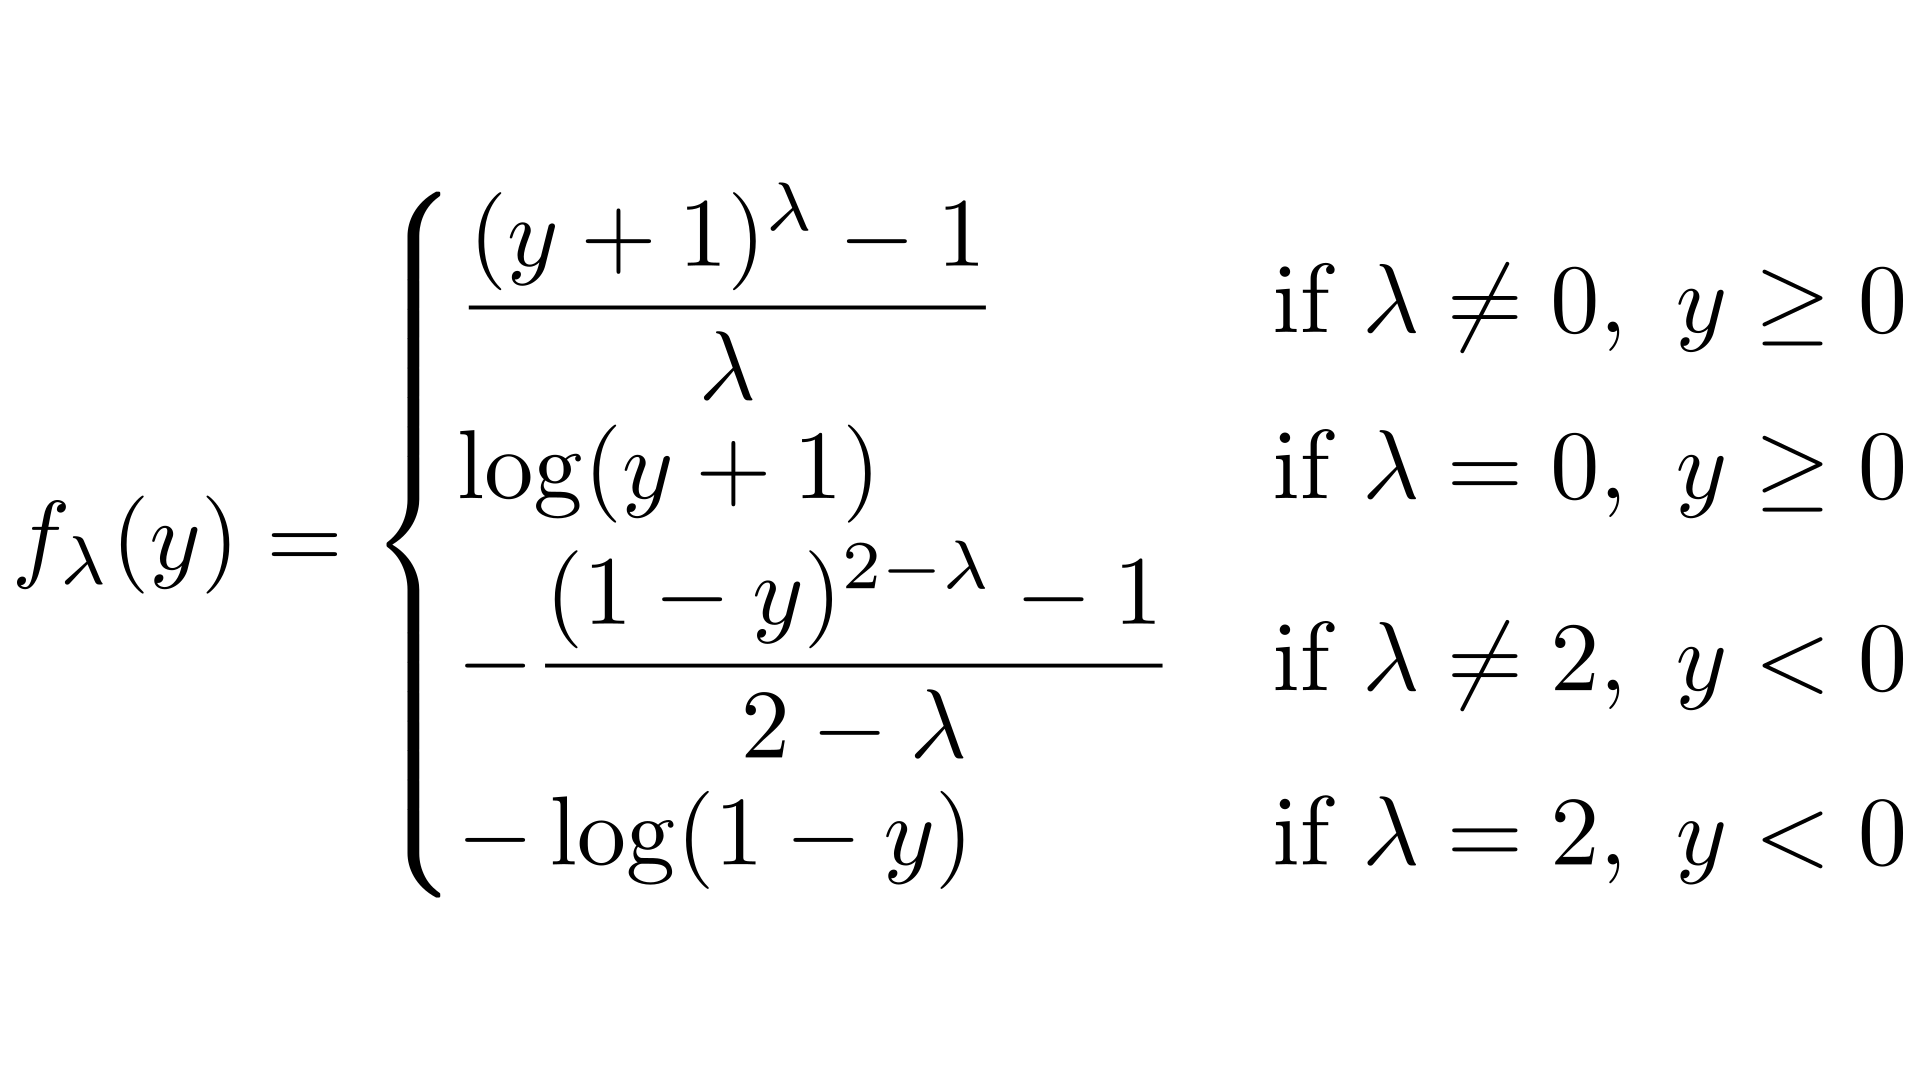 f_λ(y) = { ((y + 1)^λ − 1) / λ if λ ≠ 0, y ≥ 0
log(y + 1) if λ = 0, y ≥ 0
−((1 − y)^(2−λ) − 1) / (2 − λ) if λ ≠ 2, y < 0
− log(1 − y) if λ = 2, y < 0